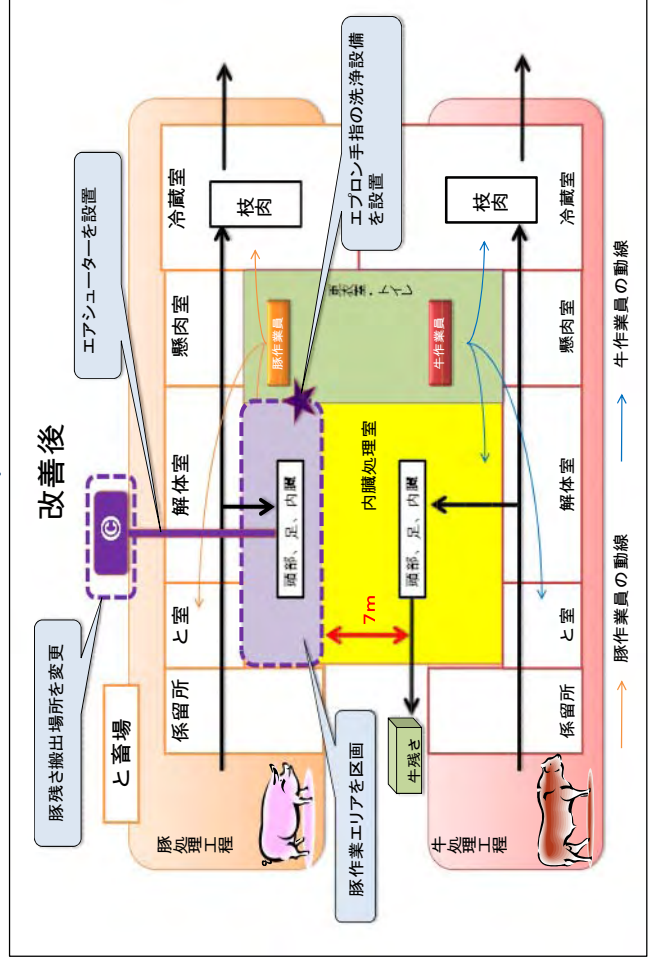 改善後
豚残さ搬出場所を変更
エアシューターを設置
と畜場
©
豚
処理工程
係留所
と室
解体室
懸肉室
冷蔵室
枝肉
頭部、足、内臓
豚作業員
エプロン手指の洗浄設備
を設置
豚作業エリアを区画
7m
内臓処理室
室・トイレ
頭部、足、内臓
牛作業員
牛残さ
牛
処理工程
係留所
と室
解体室
懸肉室
冷蔵室
枝肉
豚作業員の動線
牛作業員の動線